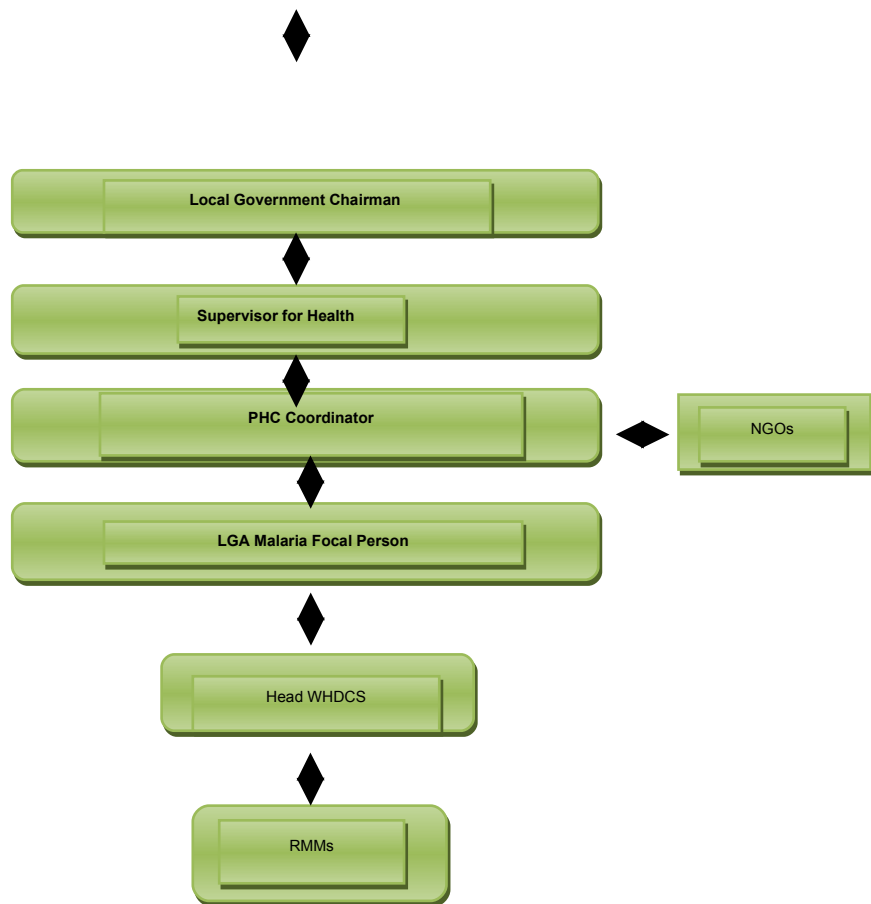 Local Government Chairman
Supervisor for Health
PHC Coordinator
NGOs
LGA Malaria Focal Person
Head WHDCS
RMMs